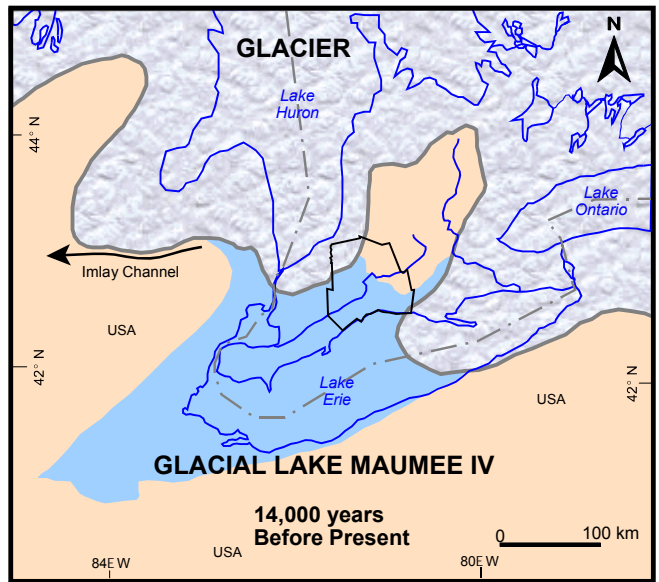 GLACIER
N
Lake
Huron
44° N
Lake
Ontario
Imlay Channel
USA
42° N
Lake
Erie
42° N
USA
GLACIAL LAKE MAUMEE IV
14,000 years
Before Present
0 100 km
USA
84E W
80E W